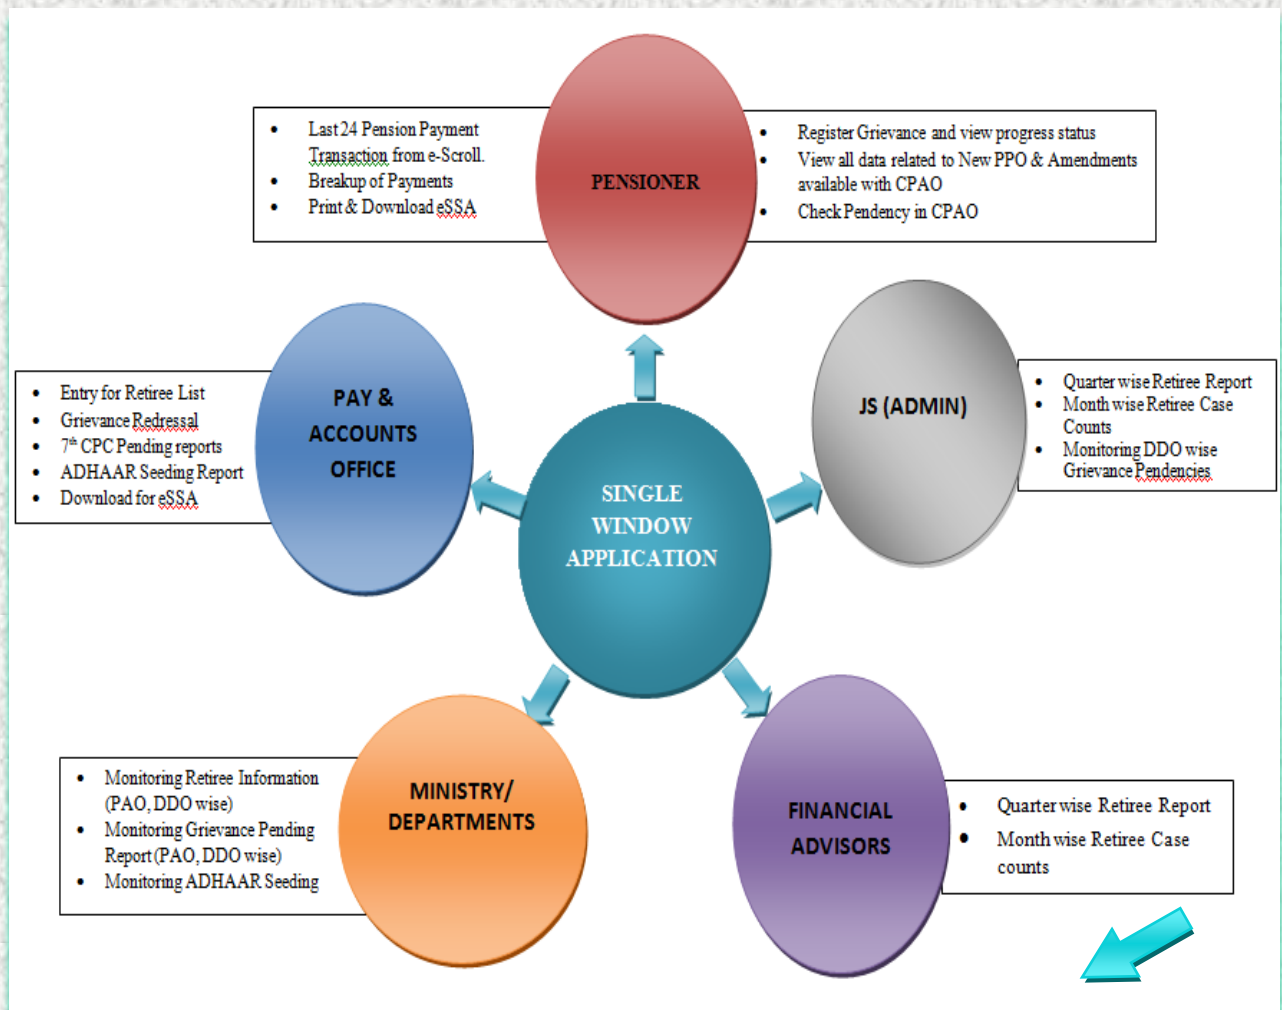 • Last 24 Pension Payment
Transaction from e-Scroll.
• Breakup of Payments
• Print & Download eSSA
PENSIONER
• Register Grievance and view progress status
• View all data related to New PPO & Amendments
available with CPAO
• Check Pendency in CPAO
• Entry for Retiree List
• Grievance Redressal
• 7th CPC Pending reports
• ADHAAR Seeding Report
• Download for eSSA
PAY &
ACCOUNTS
OFFICE
JS (ADMIN)
• Quarter wise Retiree Report
• Month wise Retiree Case
Counts
• Monitoring DDO wise
Grievance Pendencies
SINGLE
WINDOW
APPLICATION
• Monitoring Retiree Information
(PAO, DDO wise)
• Monitoring Grievance Pending
Report (PAO, DDO wise)
• Monitoring ADHAAR Seeding
MINISTRY/
DEPARTMENTS
FINANCIAL
ADVISORS
• Quarter wise Retiree Report
• Month wise Retiree Case
counts